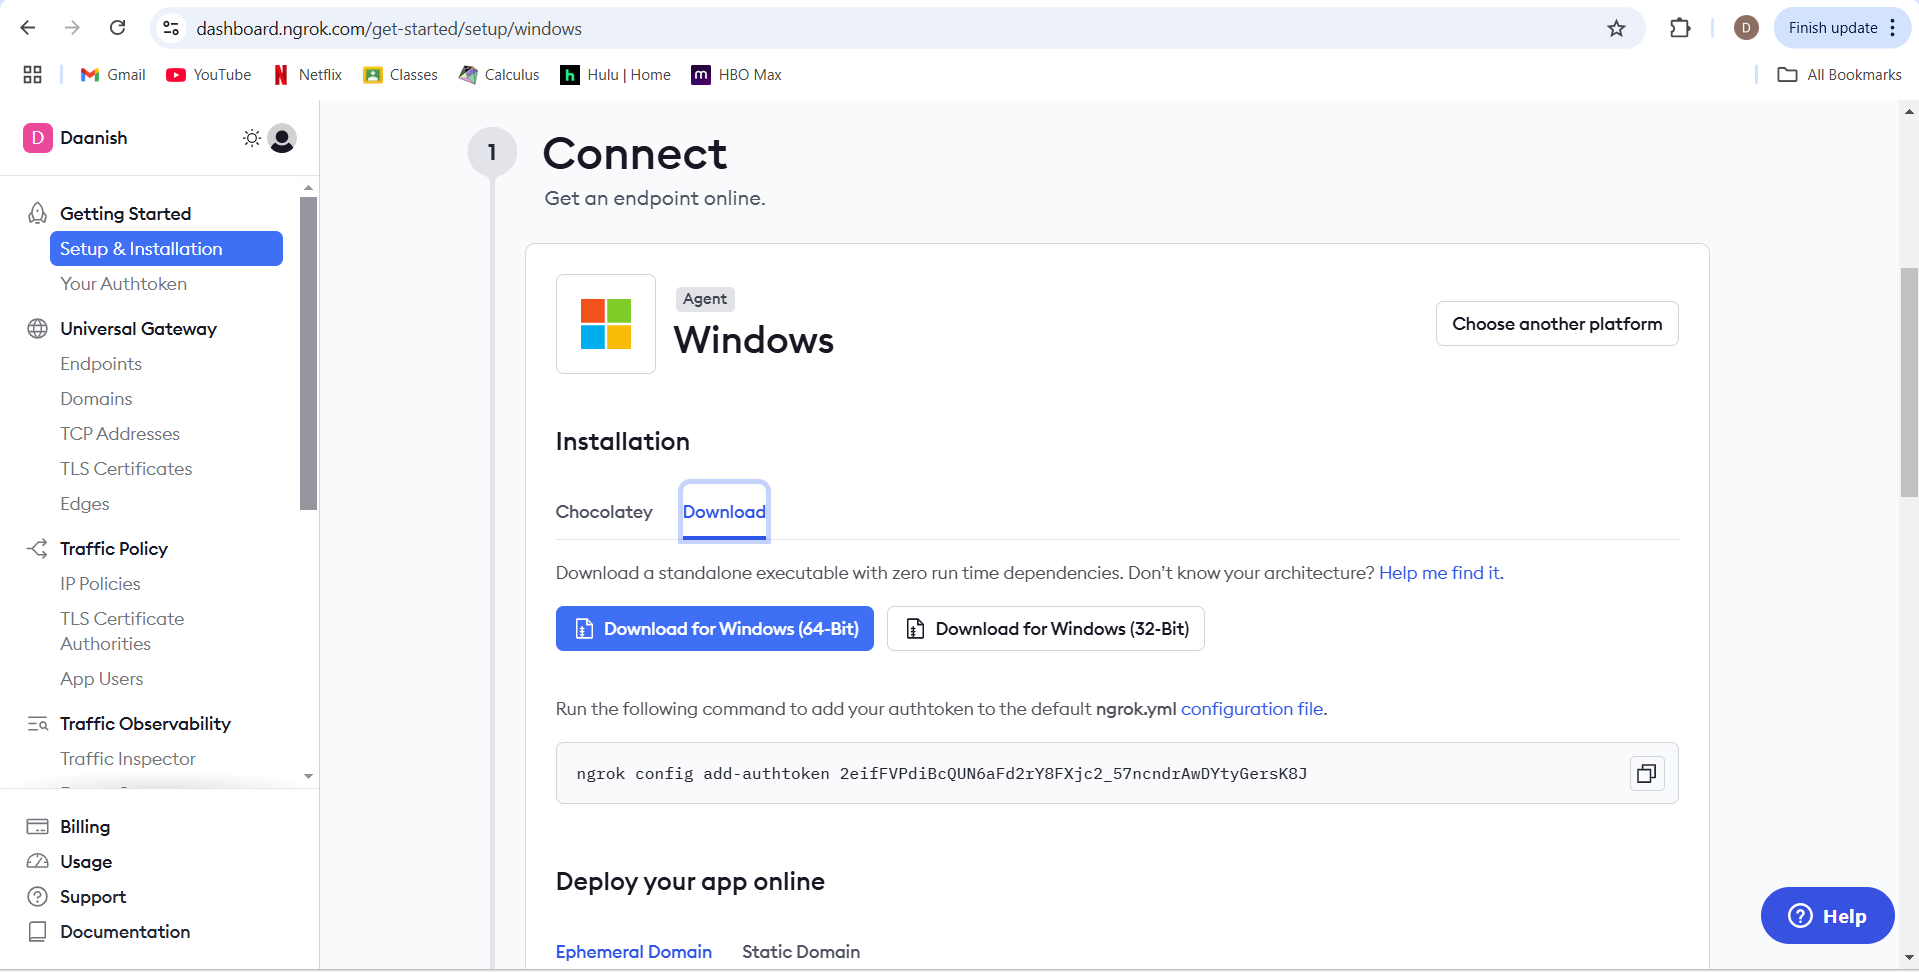 dashboard.ngrok.com/get-started/setup/windows
D
Finish update
Gmail
YouTube
Netflix
Classes
Calculus
h
Hulu | Home
m
HBO Max
All Bookmarks
D
Daanish
Getting Started
Setup & Installation
Your Authtoken
Universal Gateway
Endpoints
Domains
TCP Addresses
TLS Certificates
Edges
Traffic Policy
IP Policies
TLS Certificate
Authorities
App Users
Traffic Observability
Traffic Inspector
Billing
Usage
Support
Documentation
1
Connect
Get an endpoint online.
Agent
Windows
Choose another platform
Installation
Chocolatey
Download
Download a standalone executable with zero run time dependencies. Don’t know your architecture? Help me find it.
Download for Windows (64-Bit)
Download for Windows (32-Bit)
Run the following command to add your authtoken to the default ngrok.yml configuration file.
ngrok config add-authtoken 2eifFVPdiBcQUN6aFd2rY8FXjc2_57ncndrAwDYtyGersK8J
Deploy your app online
Ephemeral Domain
Static Domain
Help